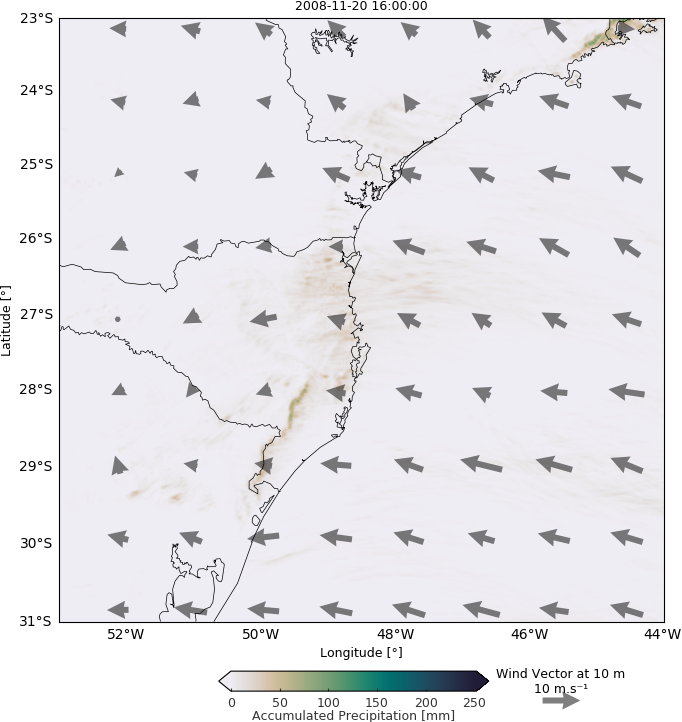 2008-11-20 16:00:00
23°S
24°S
25°S
26°S
27°S
28°S
29°S
30°S
31°S
Latitude [°]
52°W 50°W 48°W 46°W 44°W
Longitude [°]
0 50 100 150 200 250
Accumulated Precipitation [mm]
Wind Vector at 10 m
10 m.s⁻¹